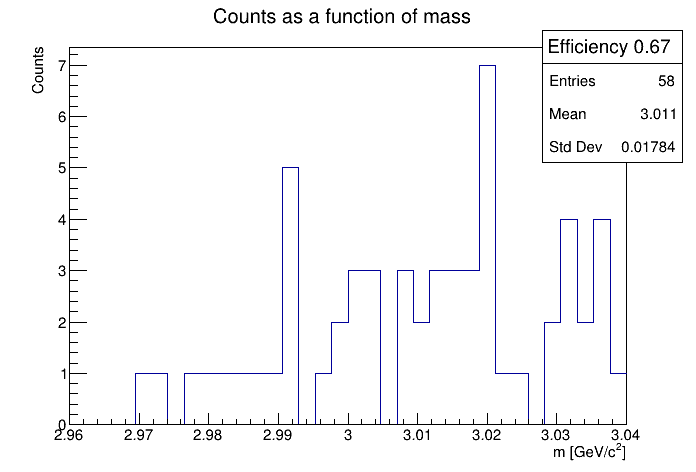 Counts as a function of mass
Efficiency 0.67
Entries 58
Mean 3.011
Std Dev 0.01784
Counts
7
6
5
4
3
2
1
0
2.96 2.97 2.98 2.99 3 3.01 3.02 3.03 3.04
m [GeV/c²]